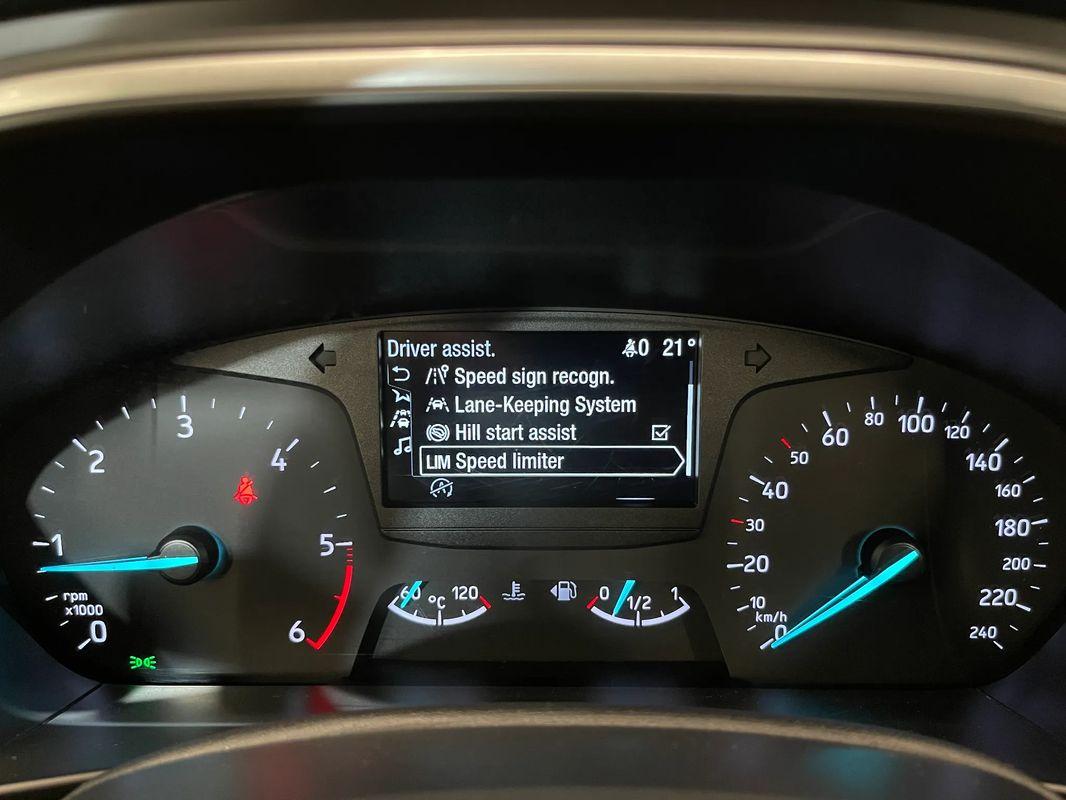 Driver assist. 0 21°
Speed sign recogn.
Lane-Keeping System
Hill start assist
LIM Speed limiter
0 1 2 3 4 5 6
rpm
x1000
60 °C 120
0 1/2 1
0 10 20 30 40 50 60 80 100 120 140 160 180 200 220 240
km/h